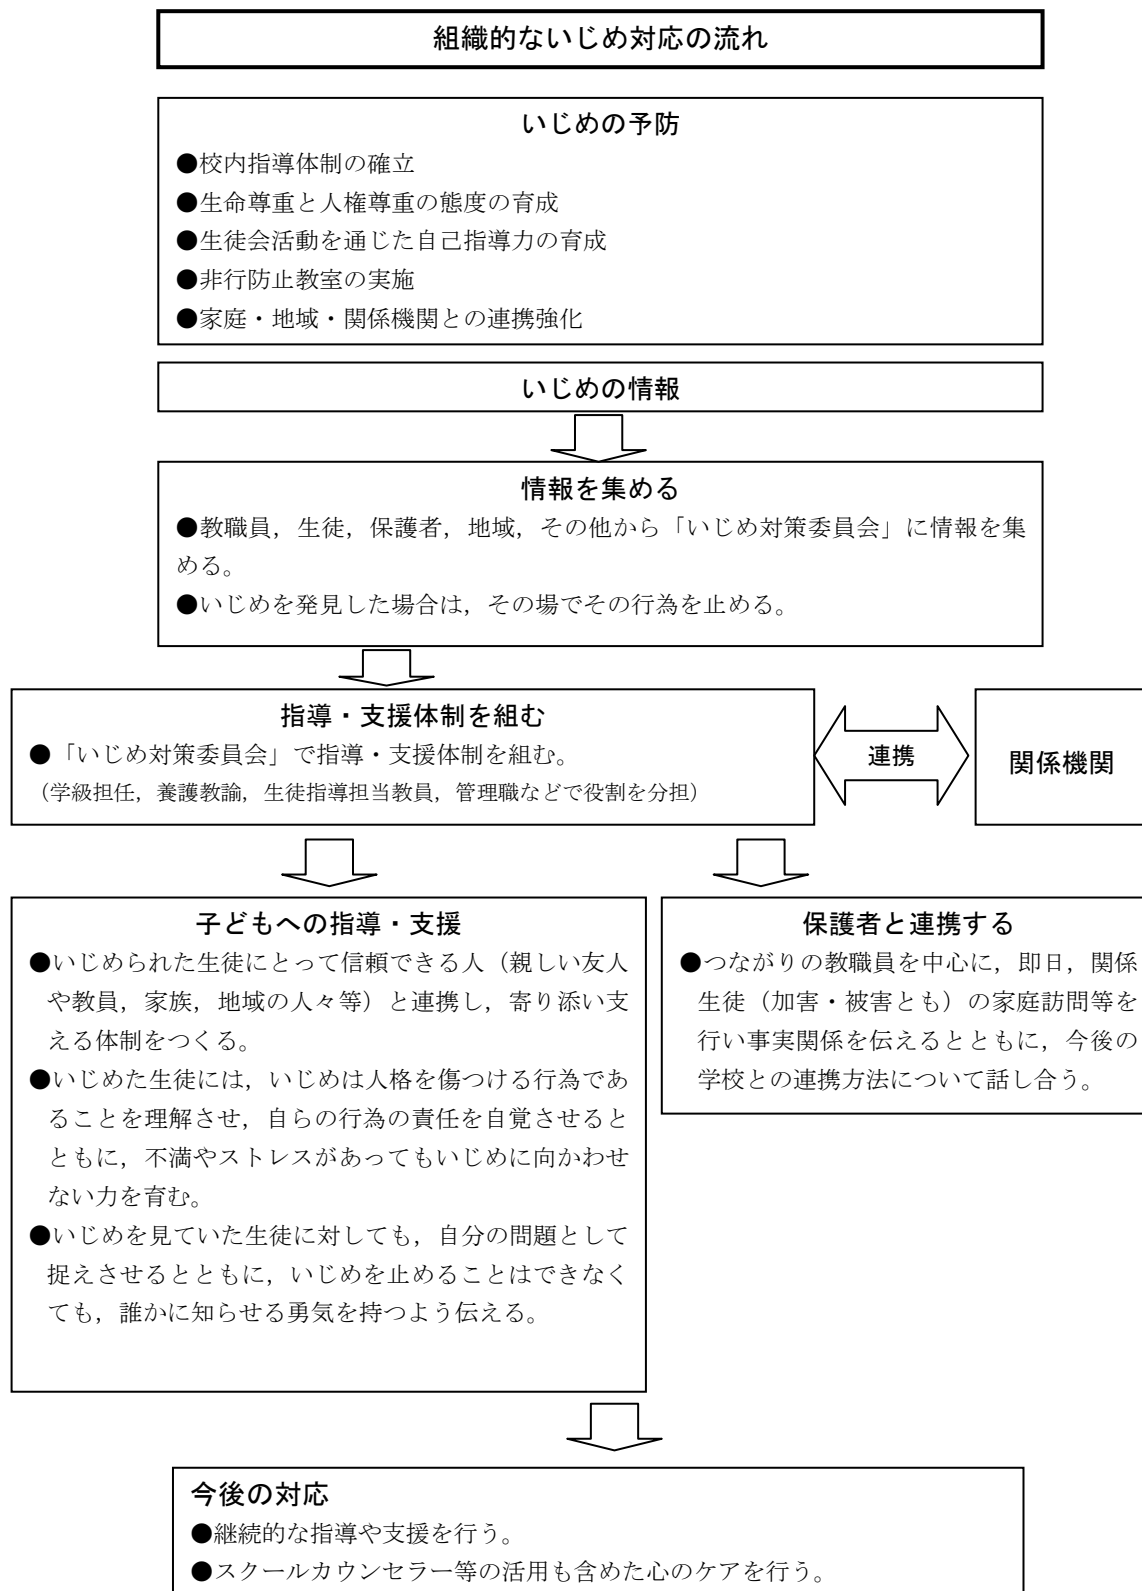 組織的ないじめ対応の流れ
いじめの予防
●校内指導体制の確立
●生命尊重と人権尊重の態度の育成
●生徒会活動を通じた自己指導力の育成
●非行防止教室の実施
●家庭・地域・関係機関との連携強化
いじめの情報
情報を集める
●教職員，生徒，保護者，地域，その他から「いじめ対策委員会」に情報を集
める。
●いじめを発見した場合は，その場でその行為を止める。
指導・支援体制を組む
●「いじめ対策委員会」で指導・支援体制を組む。
（学級担任，養護教諭，生徒指導担当教員，管理職などで役割を分担）
連携
関係機関
子どもへの指導・支援
●いじめられた生徒にとって信頼できる人（親しい友人
や教員，家族，地域の人々等）と連携し，寄り添い支
える体制をつくる。
●いじめた生徒には，いじめは人格を傷つける行為であ
ることを理解させ，自らの行為の責任を自覚させると
ともに，不満やストレスがあってもいじめに向かわせ
ない力を育む。
●いじめを見ていた生徒に対しても，自分の問題として
捉えさせるとともに，いじめを止めることはできなく
ても，誰かに知らせる勇気を持つよう伝える。
保護者と連携する
●つながりの教職員を中心に，即日，関係
生徒（加害・被害とも）の家庭訪問等を
行い事実関係を伝えるとともに，今後の
学校との連携方法について話し合う。
今後の対応
●継続的な指導や支援を行う。
●スクールカウンセラー等の活用も含めた心のケアを行う。